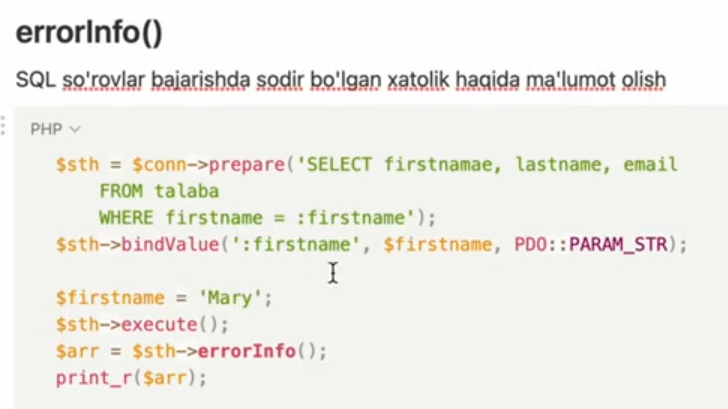 errorInfo()
SQL so'rovlar bajarishda sodir bo'lgan xatolik haqida ma'lumot olish
PHP
$sth = $conn->prepare('SELECT firstnamae, lastname, email
FROM talaba
WHERE firstname = :firstname');
$sth->bindValue(':firstname', $firstname, PDO::PARAM_STR);
$firstname = 'Mary';
$sth->execute();
$arr = $sth->errorInfo();
print_r($arr);